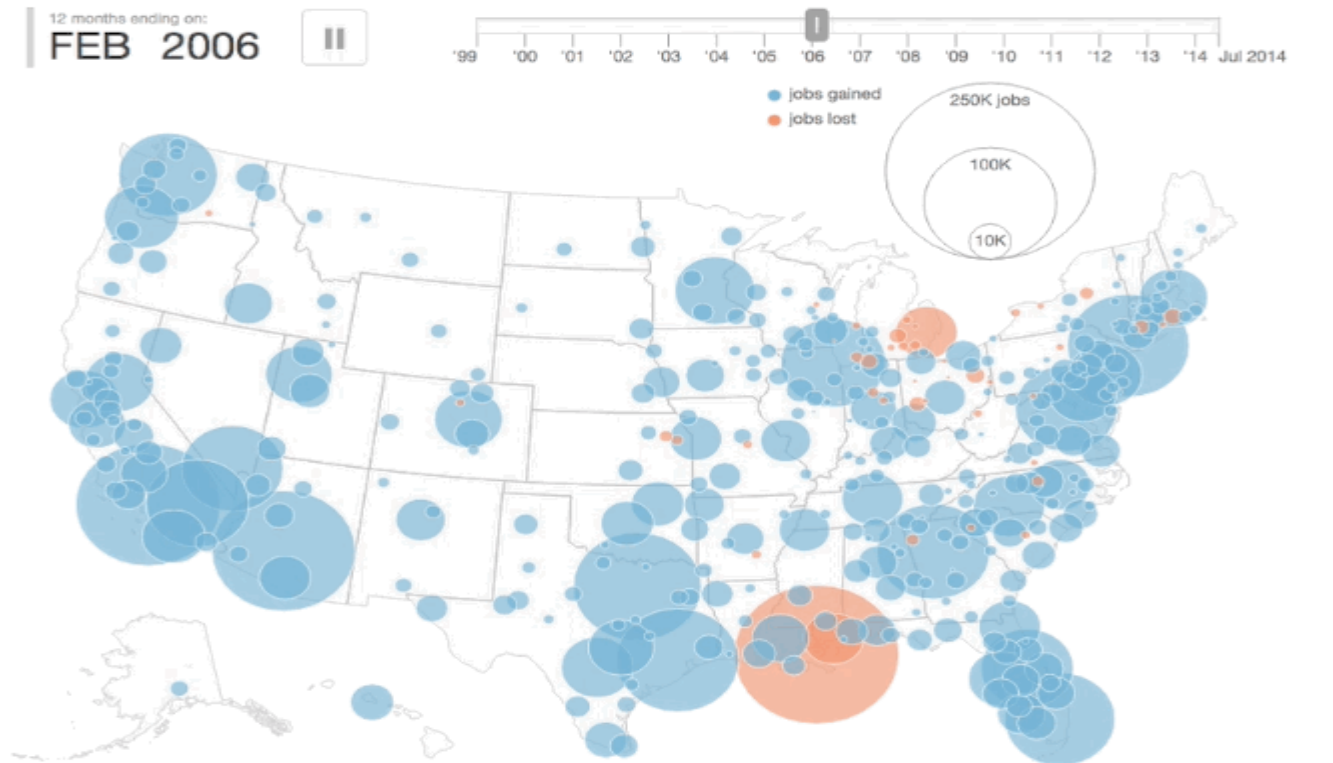 12 months ending on:
FEB 2006
'99 '00 '01 '02 '03 '04 '05 '06 '07 '08 '09 '10 '11 '12 '13 '14 Jul 2014
jobs gained
jobs lost
250K jobs
100K
10K